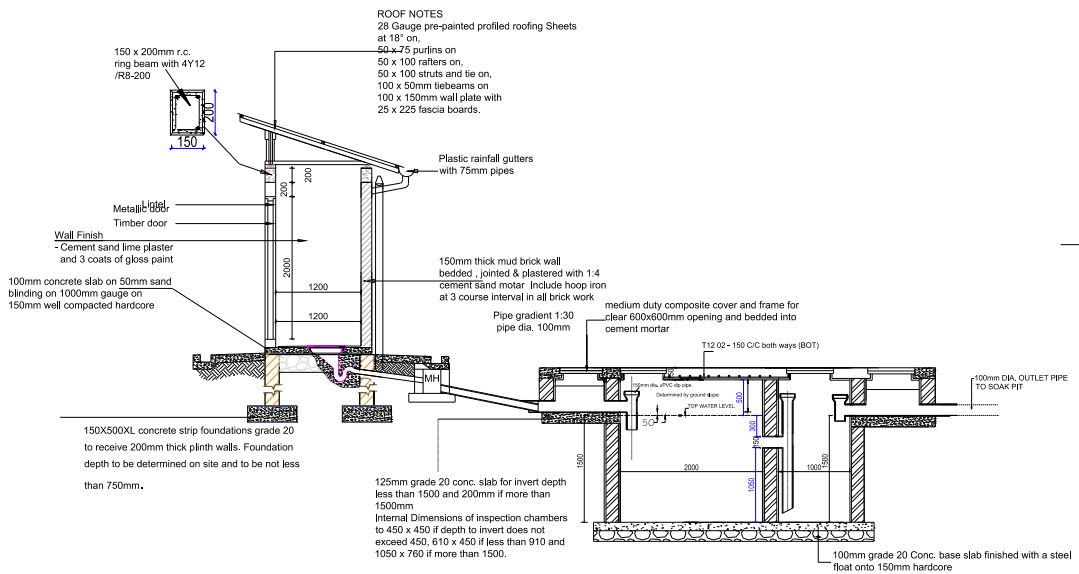 ROOF NOTES
28 Gauge pre-painted profiled roofing Sheets
at 18° on,
50 x 75 purlins on
50 x 100 rafters on,
50 x 100 struts and tie on,
100 x 50mm tiebeams on
100 x 150mm wall plate with
25 x 225 fascia boards.
150 x 200mm r.c.
ring beam with 4Y12
/R8-200
200
150
Plastic rainfall gutters
with 75mm pipes
200
200
Lintel
Metallic door
Timber door
Wall Finish
- Cement sand lime plaster
and 3 coats of gloss paint
2000
1200
1200
100mm concrete slab on 50mm sand
blinding on 1000mm gauge on
150mm well compacted hardcore
150mm thick mud brick wall
bedded , jointed & plastered with 1:4
cement sand motar Include hoop iron
at 3 course interval in all brick work
Pipe gradient 1:30
pipe dia. 100mm
medium duty composite cover and frame for
clear 600x600mm opening and bedded into
cement mortar
T12 02 - 150 C/C both ways (BOT)
MH
150mm dia. uPVC dip pipe
Determined by ground slope
TOP WATER LEVEL
50
500
300
150
1050
1500
2000
1000
1500
100mm DIA, OUTLET PIPE
TO SOAK PIT
150X500XL concrete strip foundations grade 20
to receive 200mm thick plinth walls. Foundation
depth to be determined on site and to be not less
than 750mm.
125mm grade 20 conc. slab for invert depth
less than 1500 and 200mm if more than
1500mm
Internal Dimensions of inspection chambers
to 450 x 450 if depth to invert does not
exceed 450, 610 x 450 if less than 910 and
1050 x 760 if more than 1500.
100mm grade 20 Conc. base slab finished with a steel
float onto 150mm hardcore